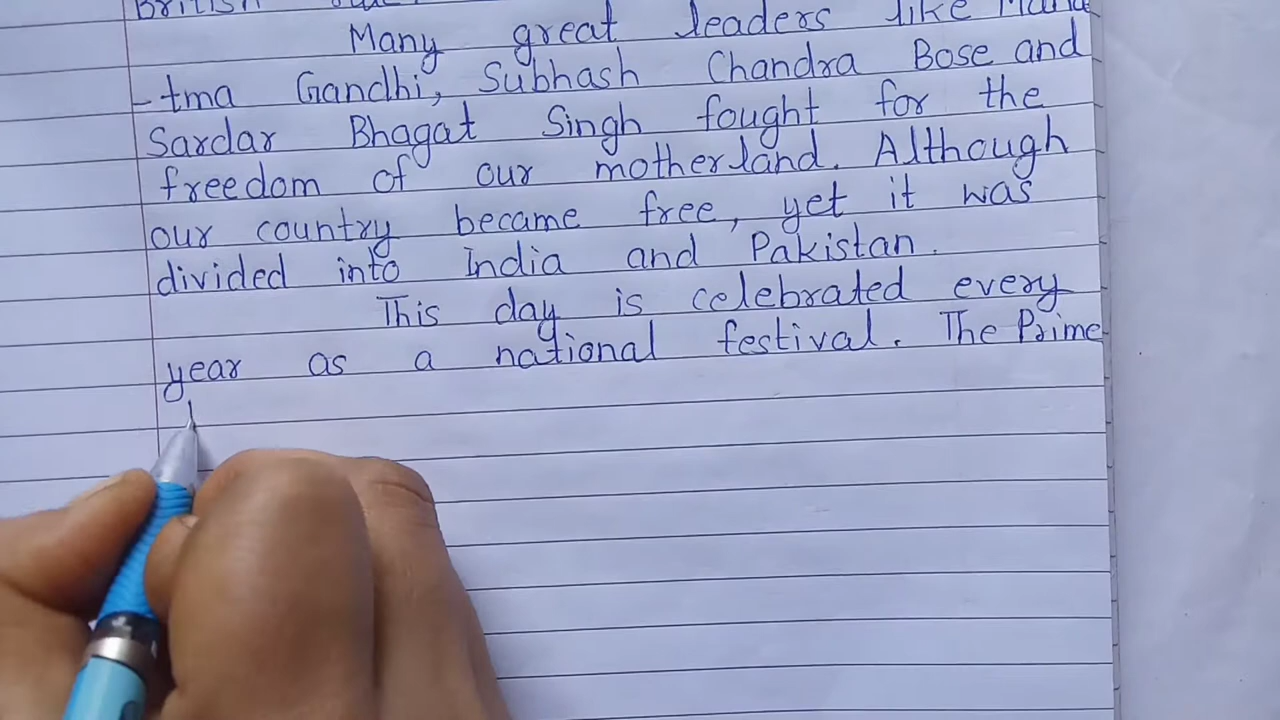 British
Many great leaders like Maha
-tma Gandhi, Subhash Chandra Bose and
Sardar Bhagat Singh fought for the
freedom of our motherland. Although
our country became free, yet it was
divided into India and Pakistan.
This day is celebrated every
year as a national festival. The Prime